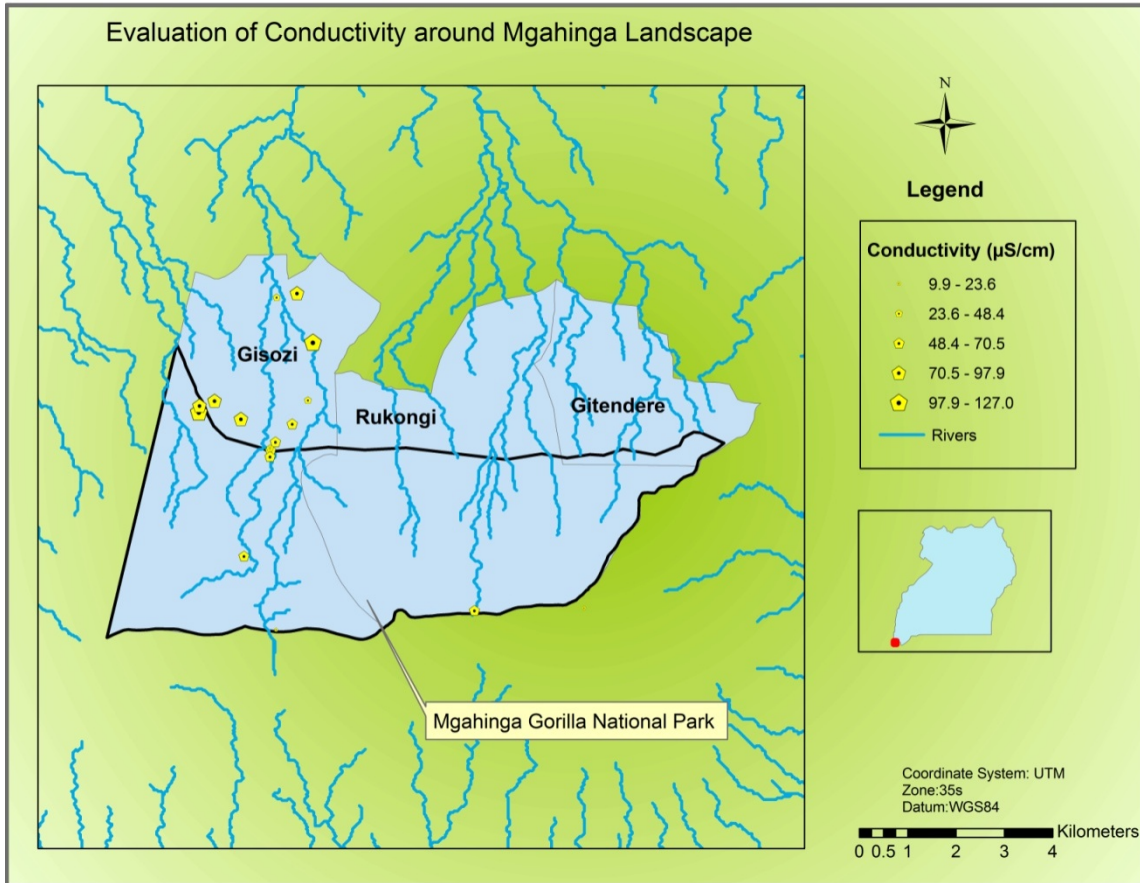 Evaluation of Conductivity around Mgahinga Landscape
N
Legend
Conductivity (µS/cm)
9.9 - 23.6
23.6 - 48.4
48.4 - 70.5
70.5 - 97.9
97.9 - 127.0
Rivers
Gisozi
Rukongi
Gitendere
Mgahinga Gorilla National Park
Coordinate System: UTM
Zone:35s
Datum:WGS84
Kilometers
0 0.5 1 2 3 4